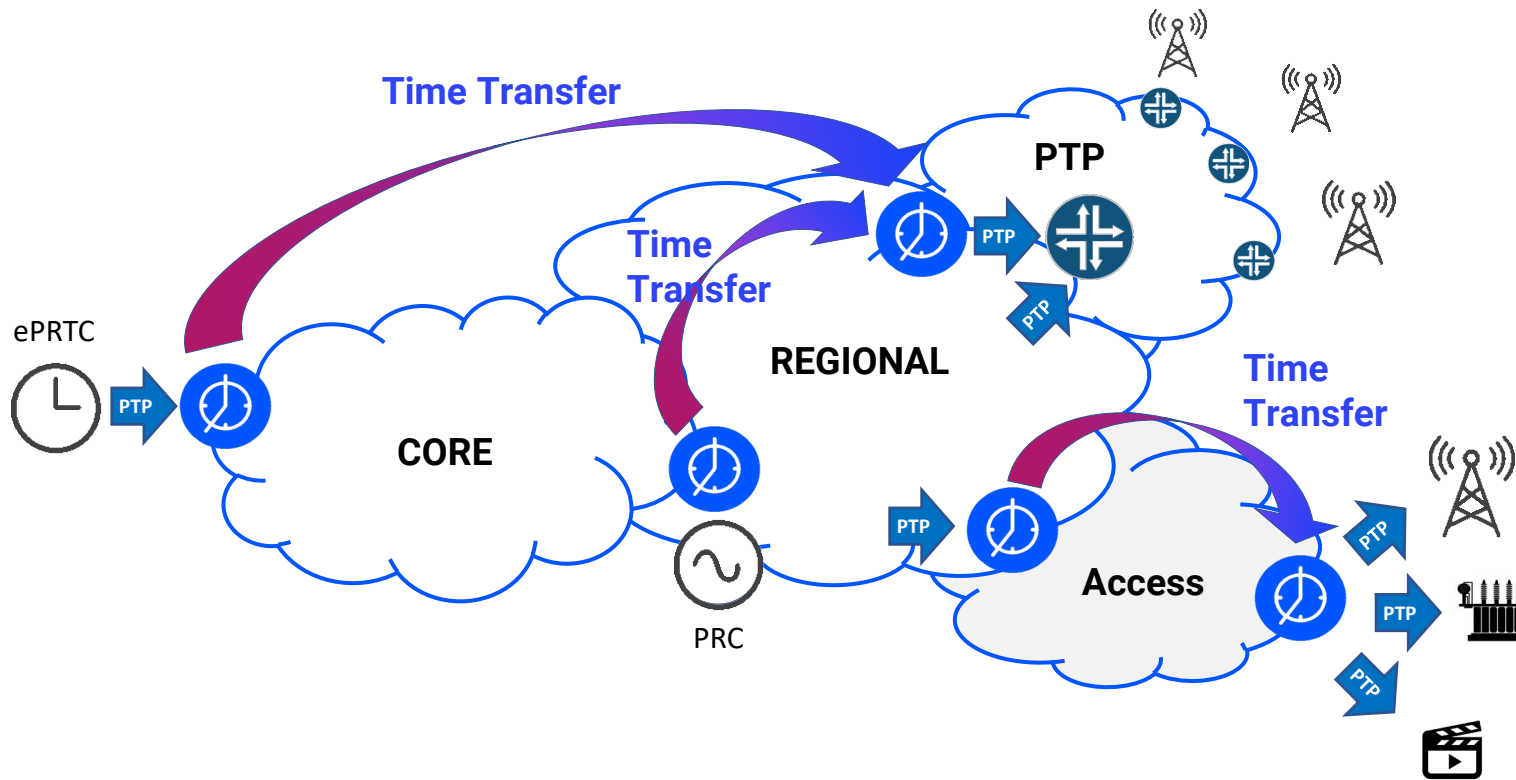 Time Transfer
PTP
Time
Transfer
PTP
PTP
ePRTC
PTP
REGIONAL
Time
Transfer
CORE
PTP
PTP
Access
PTP
PRC
PTP